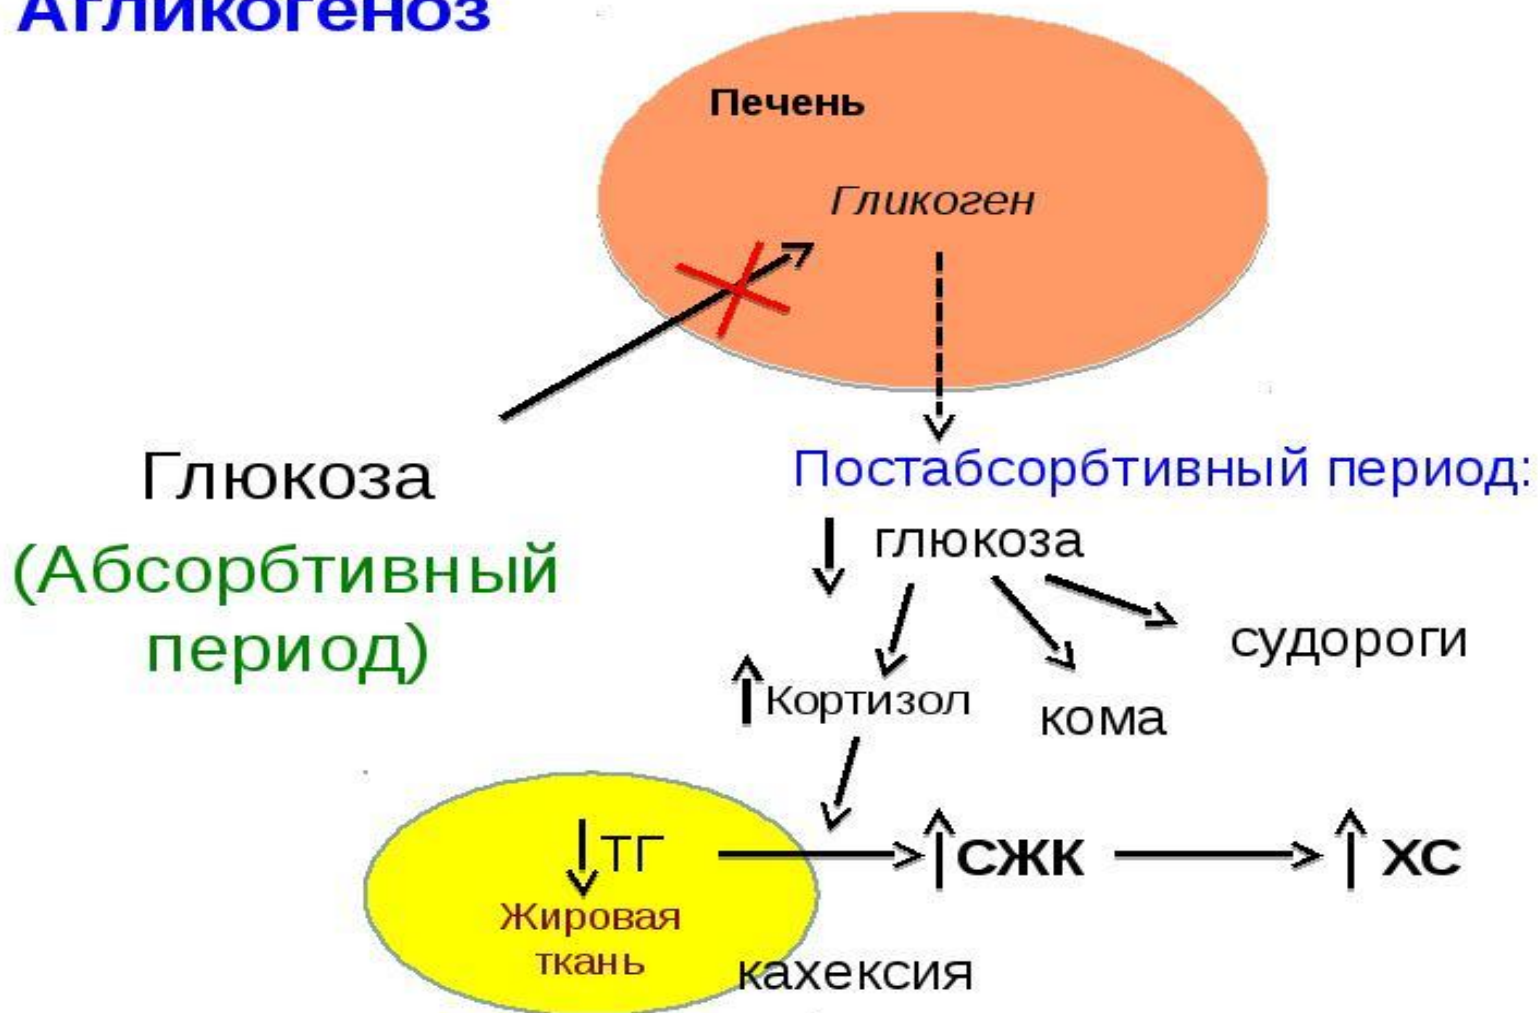 Агликогеноз
Печень
Гликоген
Глюкоза
(Абсорбтивный
период)
Постабсорбтивный период:
глюкоза
судороги
Кортизол
кома
ТГ
СЖК
ХС
Жировая
ткань
кахексия